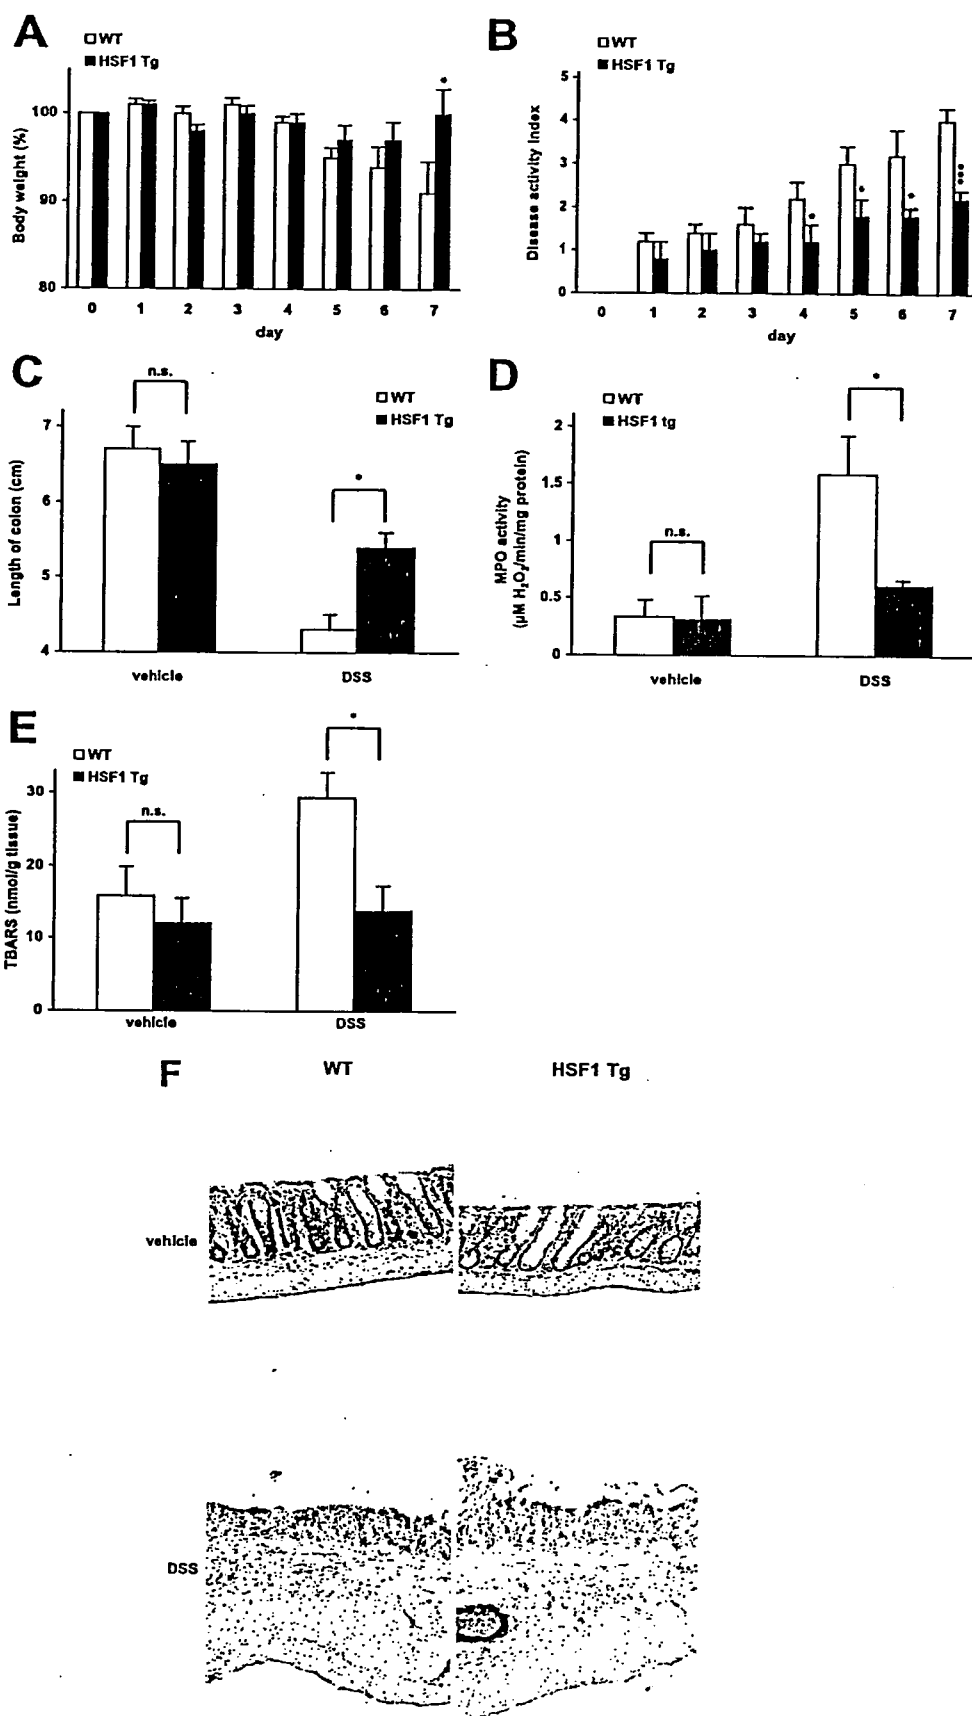 A
WT
HSF1 Tg
Body weight (%)
100
90
80
0 1 2 3 4 5 6 7
day
*
B
WT
HSF1 Tg
Disease activity index
5
4
3
2
1
0
0 1 2 3 4 5 6 7
day
* * * ***
C
WT
HSF1 Tg
Length of colon (cm)
7
6
5
4
n.s.
*
vehicle DSS
D
WT
HSF1 tg
MPO activity
(µM H₂O₂/min/mg protein)
2
1.5
1
0.5
0
n.s.
*
vehicle DSS
E
WT
HSF1 Tg
TBARS (nmol/g tissue)
30
20
10
0
n.s.
*
vehicle DSS
F
WT HSF1 Tg
vehicle
DSS